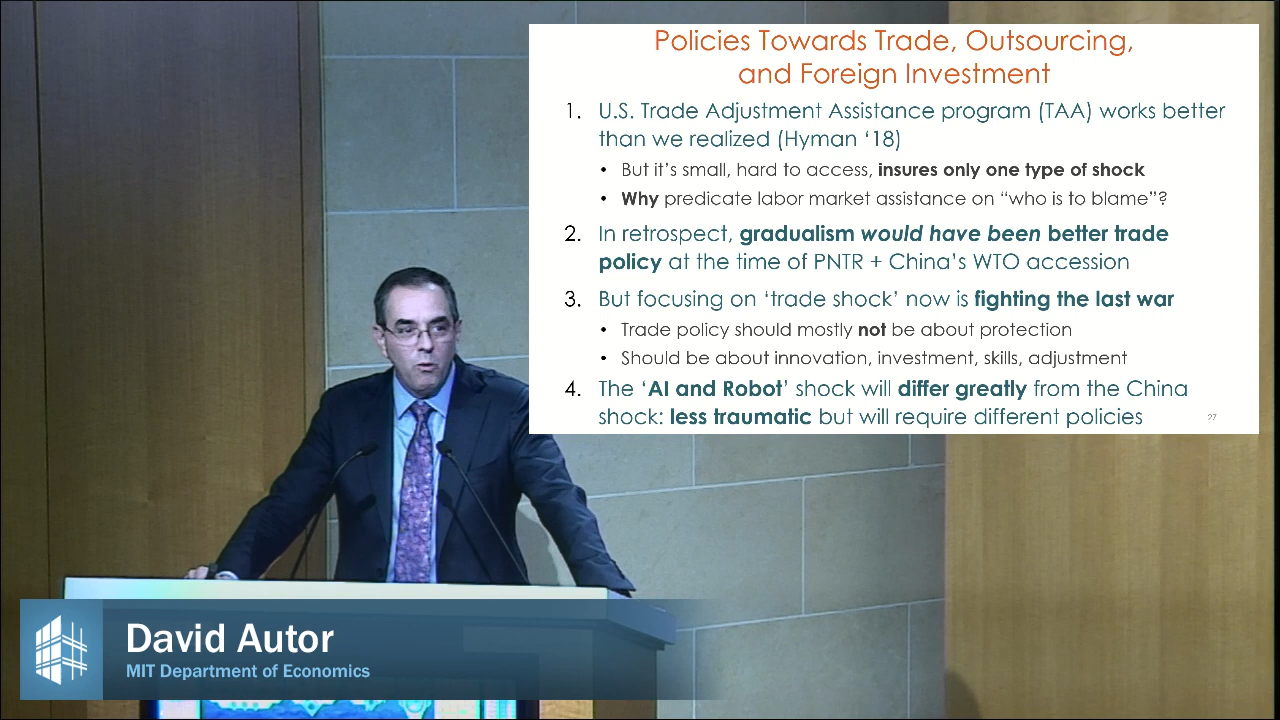 Policies Towards Trade, Outsourcing,
and Foreign Investment
1. U.S. Trade Adjustment Assistance program (TAA) works better
than we realized (Hyman ‘18)
• But it’s small, hard to access, insures only one type of shock
• Why predicate labor market assistance on “who is to blame”?
2. In retrospect, gradualism would have been better trade
policy at the time of PNTR + China’s WTO accession
3. But focusing on ‘trade shock’ now is fighting the last war
• Trade policy should mostly not be about protection
• Should be about innovation, investment, skills, adjustment
4. The ‘AI and Robot’ shock will differ greatly from the China
shock: less traumatic but will require different policies
27
David Autor
MIT Department of Economics